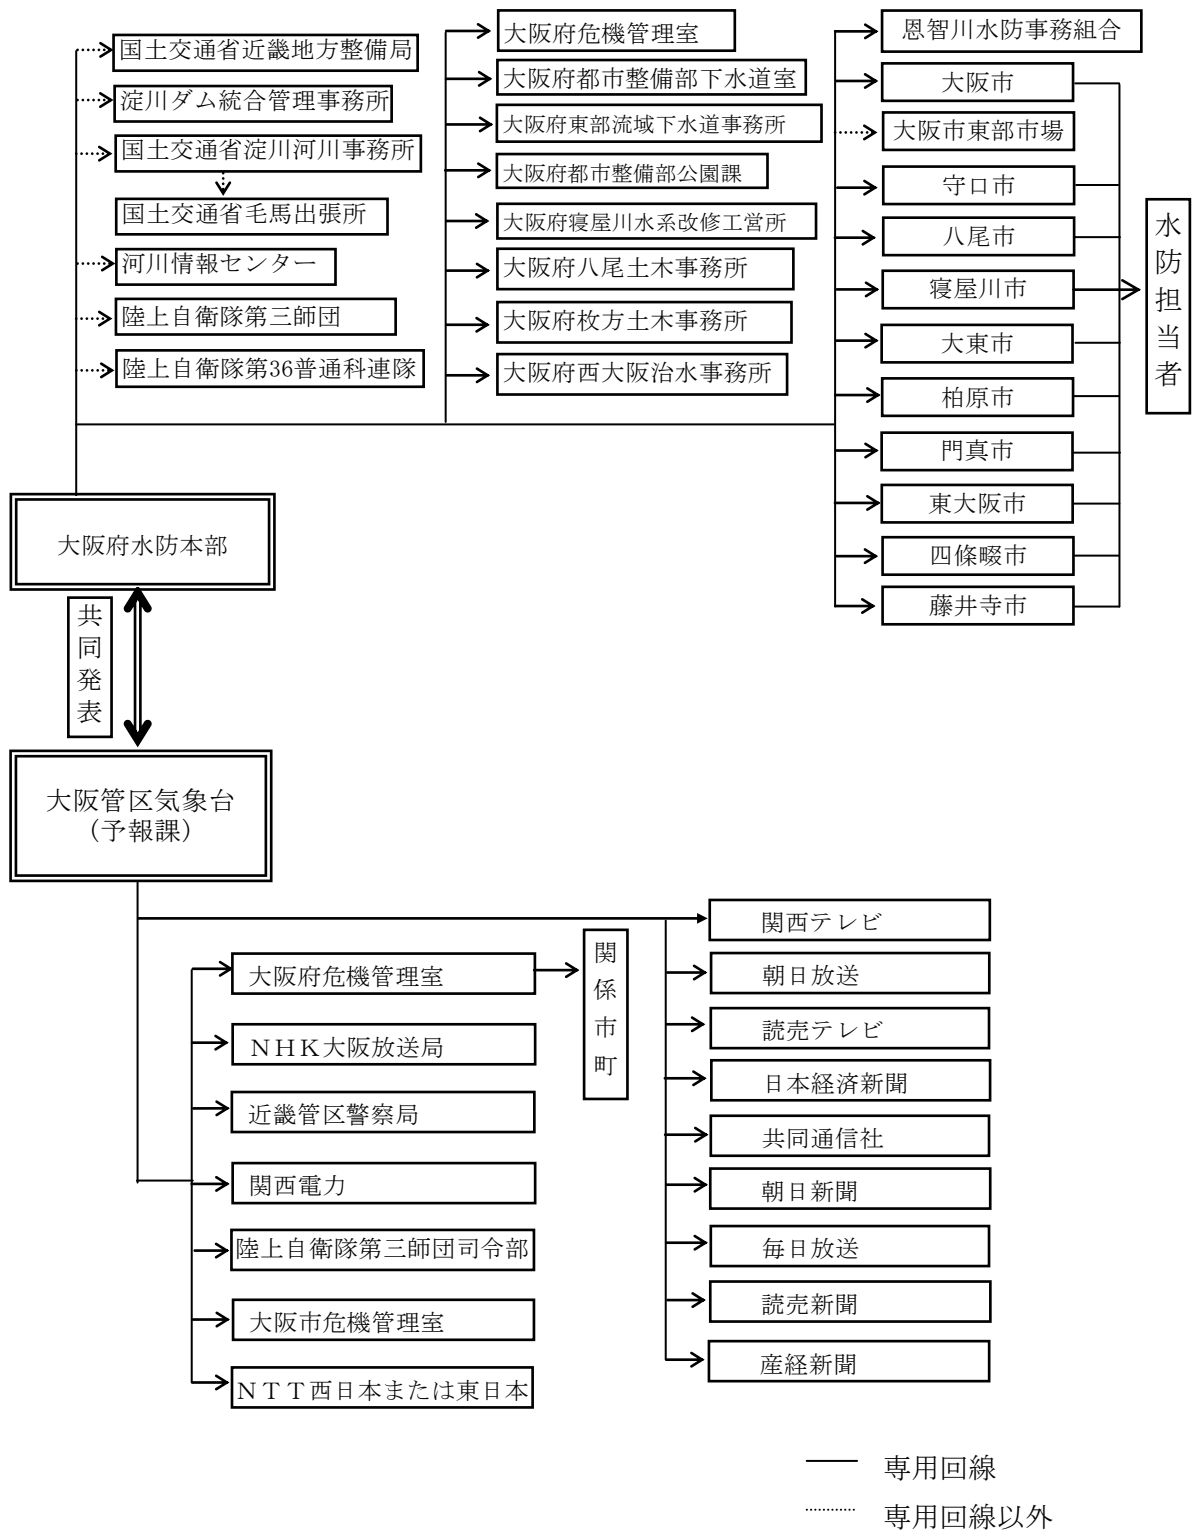 国土交通省近畿地方整備局
淀川ダム統合管理事務所
国土交通省淀川河川事務所
国土交通省毛馬出張所
河川情報センター
陸上自衛隊第三師団
陸上自衛隊第36普通科連隊
大阪府危機管理室
大阪府都市整備部下水道室
大阪府東部流域下水道事務所
大阪府都市整備部公園課
大阪府寝屋川水系改修工営所
大阪府八尾土木事務所
大阪府枚方土木事務所
大阪府西大阪治水事務所
恩智川水防事務組合
大阪市
大阪市東部市場
守口市
八尾市
寝屋川市
大東市
柏原市
門真市
東大阪市
四條畷市
藤井寺市
水防担当者
大阪府水防本部
共同発表
大阪管区気象台
（予報課）
大阪府危機管理室
ＮＨＫ大阪放送局
近畿管区警察局
関西電力
陸上自衛隊第三師団司令部
大阪市危機管理室
ＮＴＴ西日本または東日本
関係市町
関西テレビ
朝日放送
読売テレビ
日本経済新聞
共同通信社
朝日新聞
毎日放送
読売新聞
産経新聞
専用回線
専用回線以外